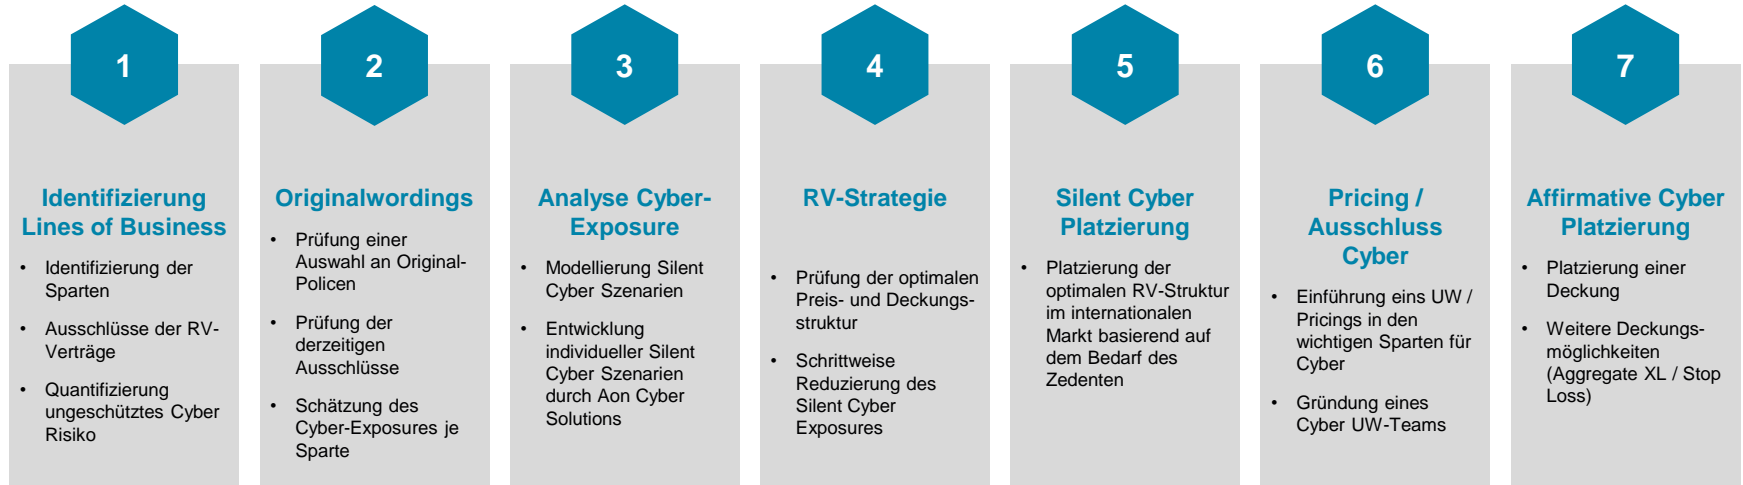 1
Identifizierung
Lines of Business
• Identifizierung der
Sparten
• Ausschlüsse der RV-
Verträge
• Quantifizierung
ungeschütztes Cyber
Risiko
2
Originalwordings
• Prüfung einer
Auswahl an Original-
Policen
• Prüfung der
derzeitigen
Ausschlüsse
• Schätzung des
Cyber-Exposures je
Sparte
3
Analyse Cyber-
Exposure
• Modellierung Silent
Cyber Szenarien
• Entwicklung
individueller Silent
Cyber Szenarien
durch Aon Cyber
Solutions
4
RV-Strategie
• Prüfung der optimalen
Preis- und Deckungs-
struktur
• Schrittweise
Reduzierung des
Silent Cyber
Exposures
5
Silent Cyber
Platzierung
• Platzierung der
optimalen RV-Struktur
im internationalen
Markt basierend auf
dem Bedarf des
Zedenten
6
Pricing /
Ausschluss
Cyber
• Einführung eins UW /
Pricings in den
wichtigen Sparten für
Cyber
• Gründung eines
Cyber UW-Teams
7
Affirmative Cyber
Platzierung
• Platzierung einer
Deckung
• Weitere Deckungs-
möglichkeiten
(Aggregate XL / Stop
Loss)